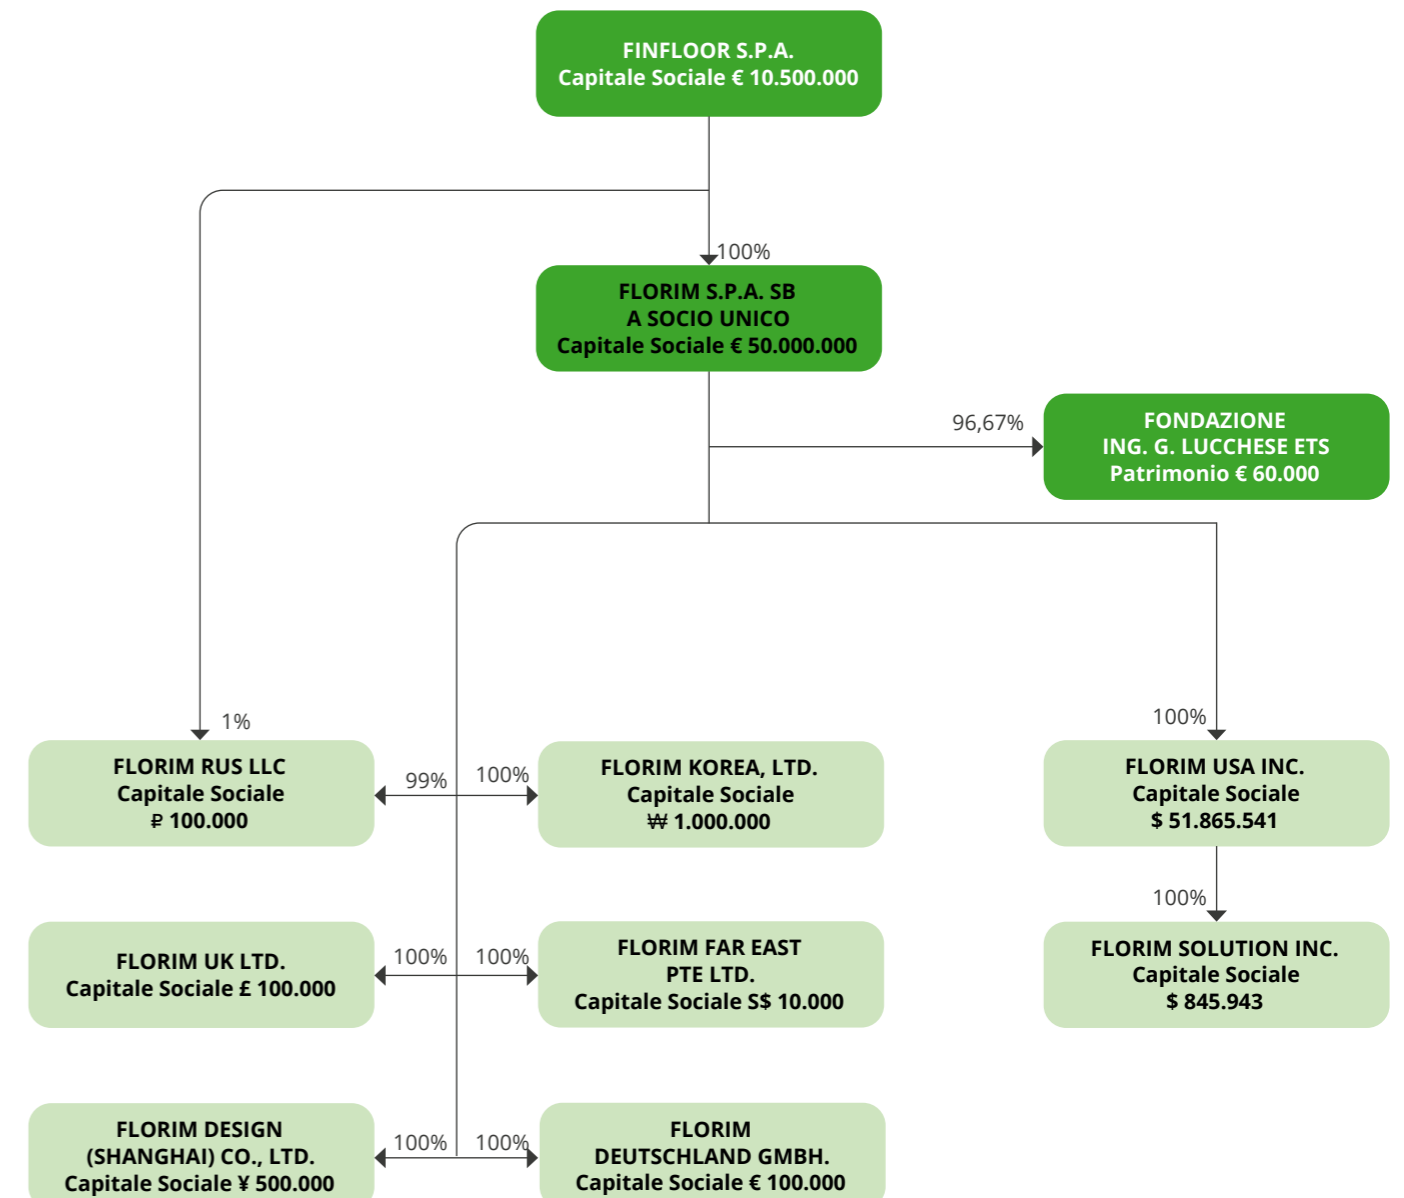 FINFLOOR S.P.A.
Capitale Sociale € 10.500.000
100%
FLORIM S.P.A. SB
A SOCIO UNICO
Capitale Sociale € 50.000.000
96,67%
FONDAZIONE
ING. G. LUCCHESE ETS
Patrimonio € 60.000
1%
100%
FLORIM RUS LLC
Capitale Sociale
₽ 100.000
99%
100%
FLORIM KOREA, LTD.
Capitale Sociale
₩ 1.000.000
FLORIM USA INC.
Capitale Sociale
$ 51.865.541
100%
FLORIM UK LTD.
Capitale Sociale £ 100.000
100%
100%
FLORIM FAR EAST
PTE LTD.
Capitale Sociale S$ 10.000
FLORIM SOLUTION INC.
Capitale Sociale
$ 845.943
FLORIM DESIGN
(SHANGHAI) CO., LTD.
Capitale Sociale ¥ 500.000
100%
100%
FLORIM
DEUTSCHLAND GMBH.
Capitale Sociale € 100.000